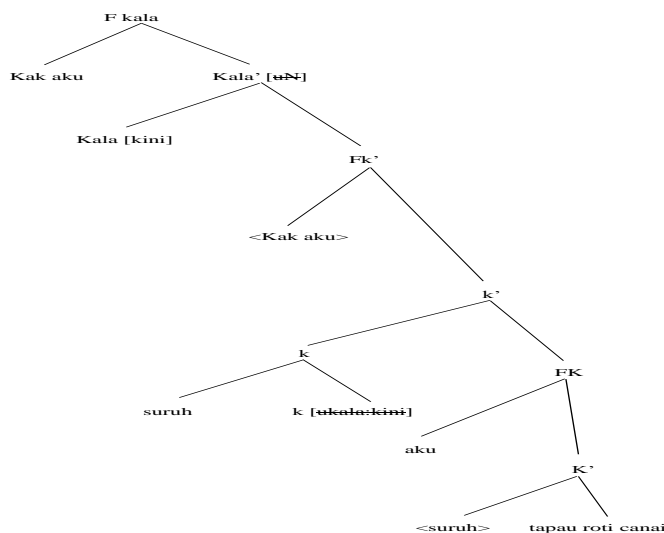 F kala
Kak aku Kala' [uN]
Kala [kini]
Fk'
<Kak aku>
k'
k
FK
suruh k [ukala:kini]
aku
K'
<suruh> tapau roti canai